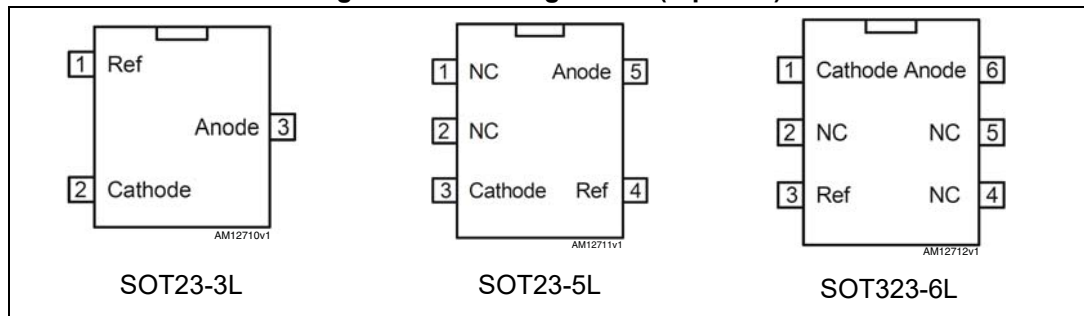 1 Ref
Anode 3
2 Cathode
AM12710v1
SOT23-3L
1 NC Anode 5
2 NC
3 Cathode Ref 4
AM12711v1
SOT23-5L
1 Cathode Anode 6
2 NC NC 5
3 Ref NC 4
AM12712v1
SOT323-6L